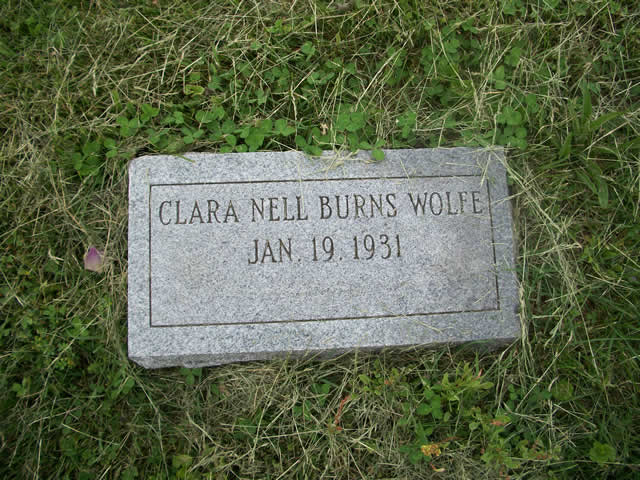 CLARA NELL BURNS WOLFE
JAN. 19. 1931